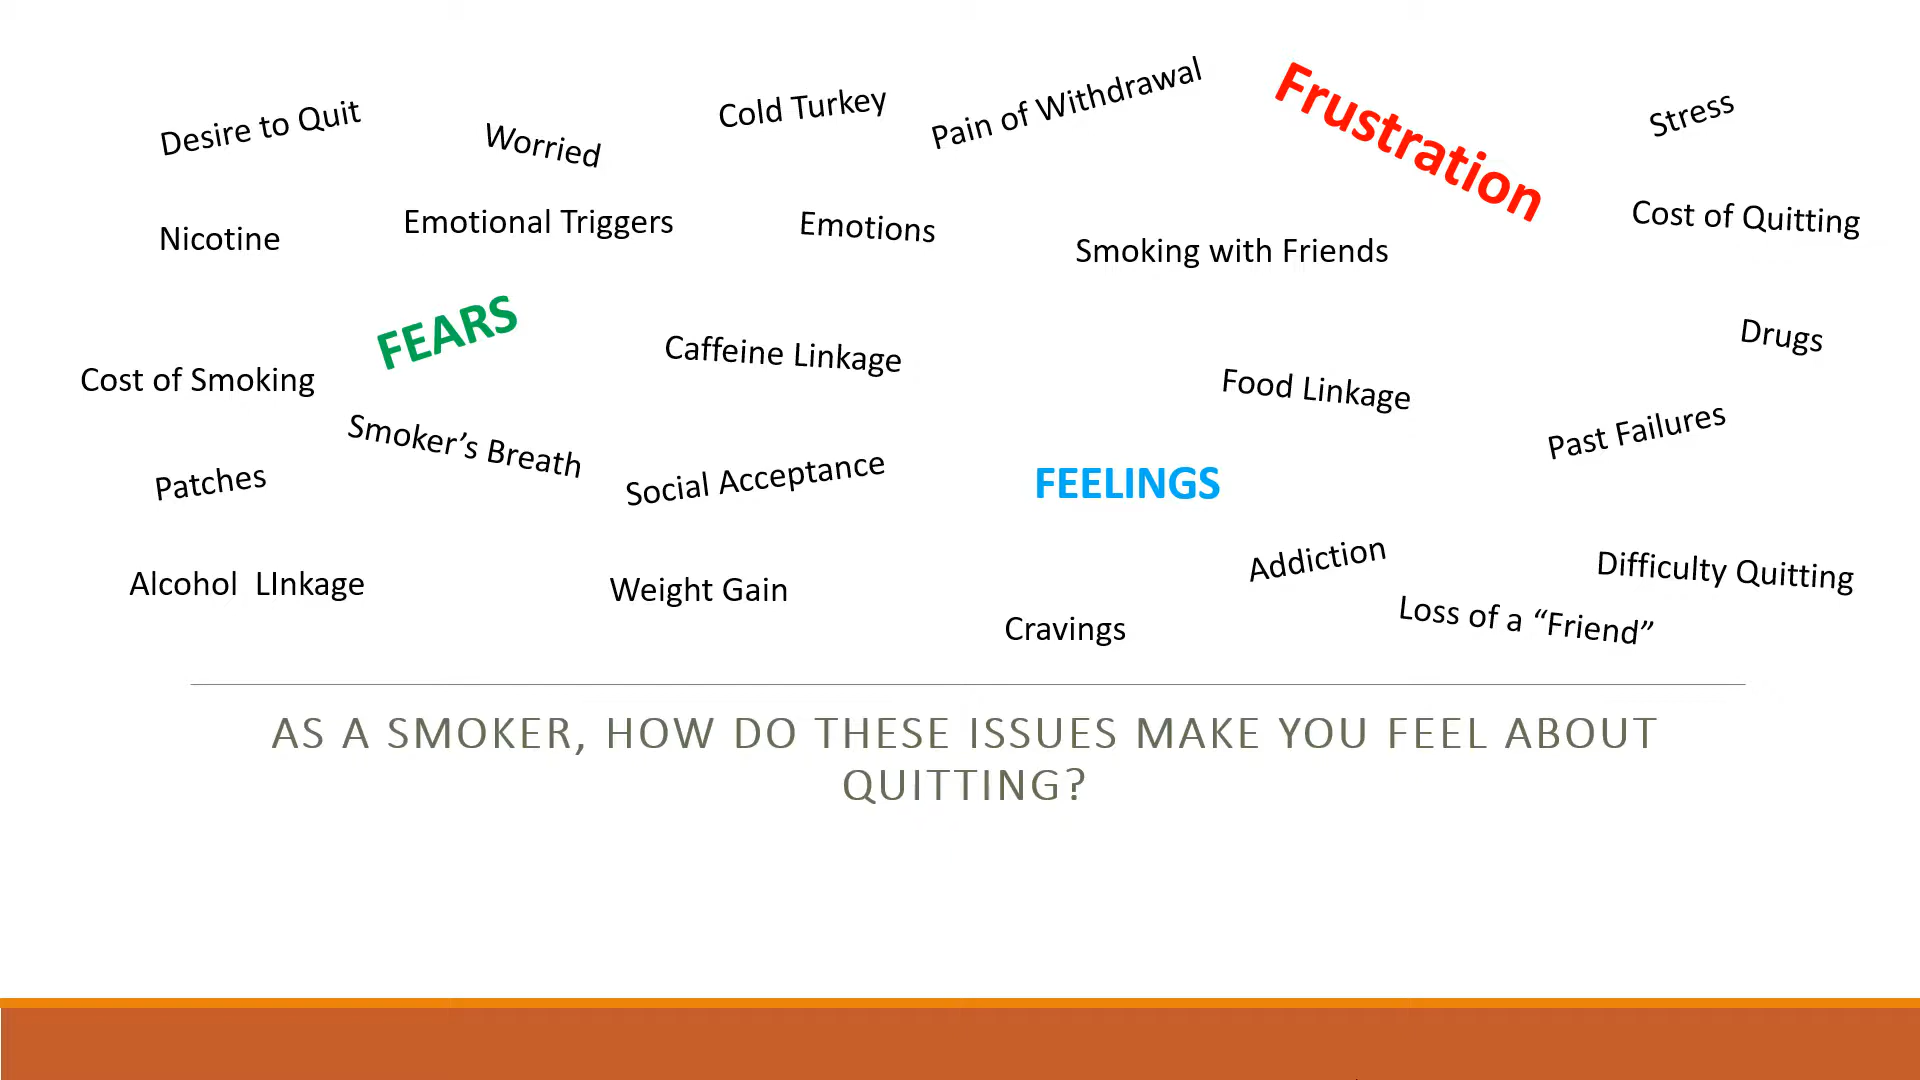 Desire to Quit
Worried
Cold Turkey
Pain of Withdrawal
Frustration
Stress
Nicotine
Emotional Triggers
Emotions
Smoking with Friends
Cost of Quitting
FEARS
Cost of Smoking
Caffeine Linkage
Food Linkage
Drugs
Smoker’s Breath
Patches
Social Acceptance
FEELINGS
Past Failures
Alcohol LInkage
Weight Gain
Cravings
Addiction
Difficulty Quitting
Loss of a “Friend”
AS A SMOKER, HOW DO THESE ISSUES MAKE YOU FEEL ABOUT
QUITTING?